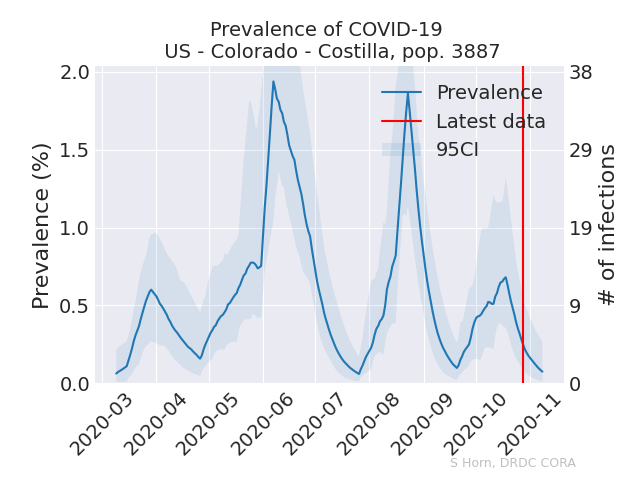 Prevalence of COVID-19
US - Colorado - Costilla, pop. 3887
Prevalence (%)
2.0
1.5
1.0
0.5
0.0
Prevalence
Latest data
95CI
38
29
19
9
0
# of infections
2020-03
2020-04
2020-05
2020-06
2020-07
2020-08
2020-09
2020-10
2020-11
S Horn, DRDC CORA